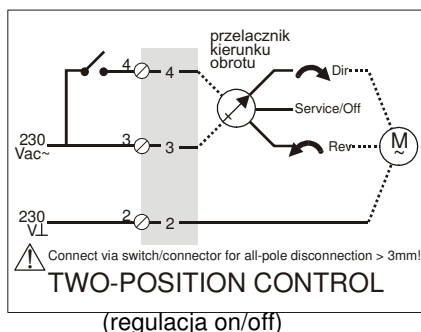 przelacznik
kierunku
obrotu
4 4 Dir
Service/Off
230
Vac~ 3 3 Rev M
~
230
V⊥ 2 2
Connect via switch/connector for all-pole disconnection > 3mm!
TWO-POSITION CONTROL
(regulacja on/off)